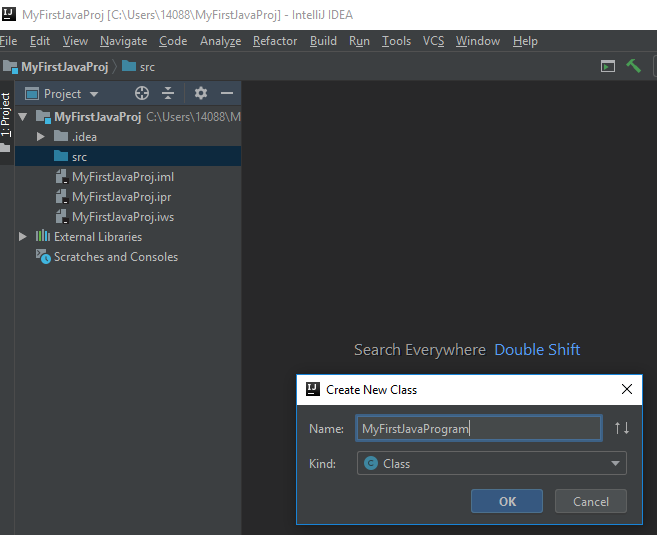 MyFirstJavaProj [C:\Users\14088\MyFirstJavaProj] - IntelliJ IDEA
File Edit View Navigate Code Analyze Refactor Build Run Tools VCS Window Help
MyFirstJavaProj src
1: Project
Project
MyFirstJavaProj C:\Users\14088\M
.idea
src
MyFirstJavaProj.iml
MyFirstJavaProj.ipr
MyFirstJavaProj.iws
External Libraries
Scratches and Consoles
Search Everywhere Double Shift
IJ Create New Class
Name: MyFirstJavaProgram
Kind: C Class
OK Cancel